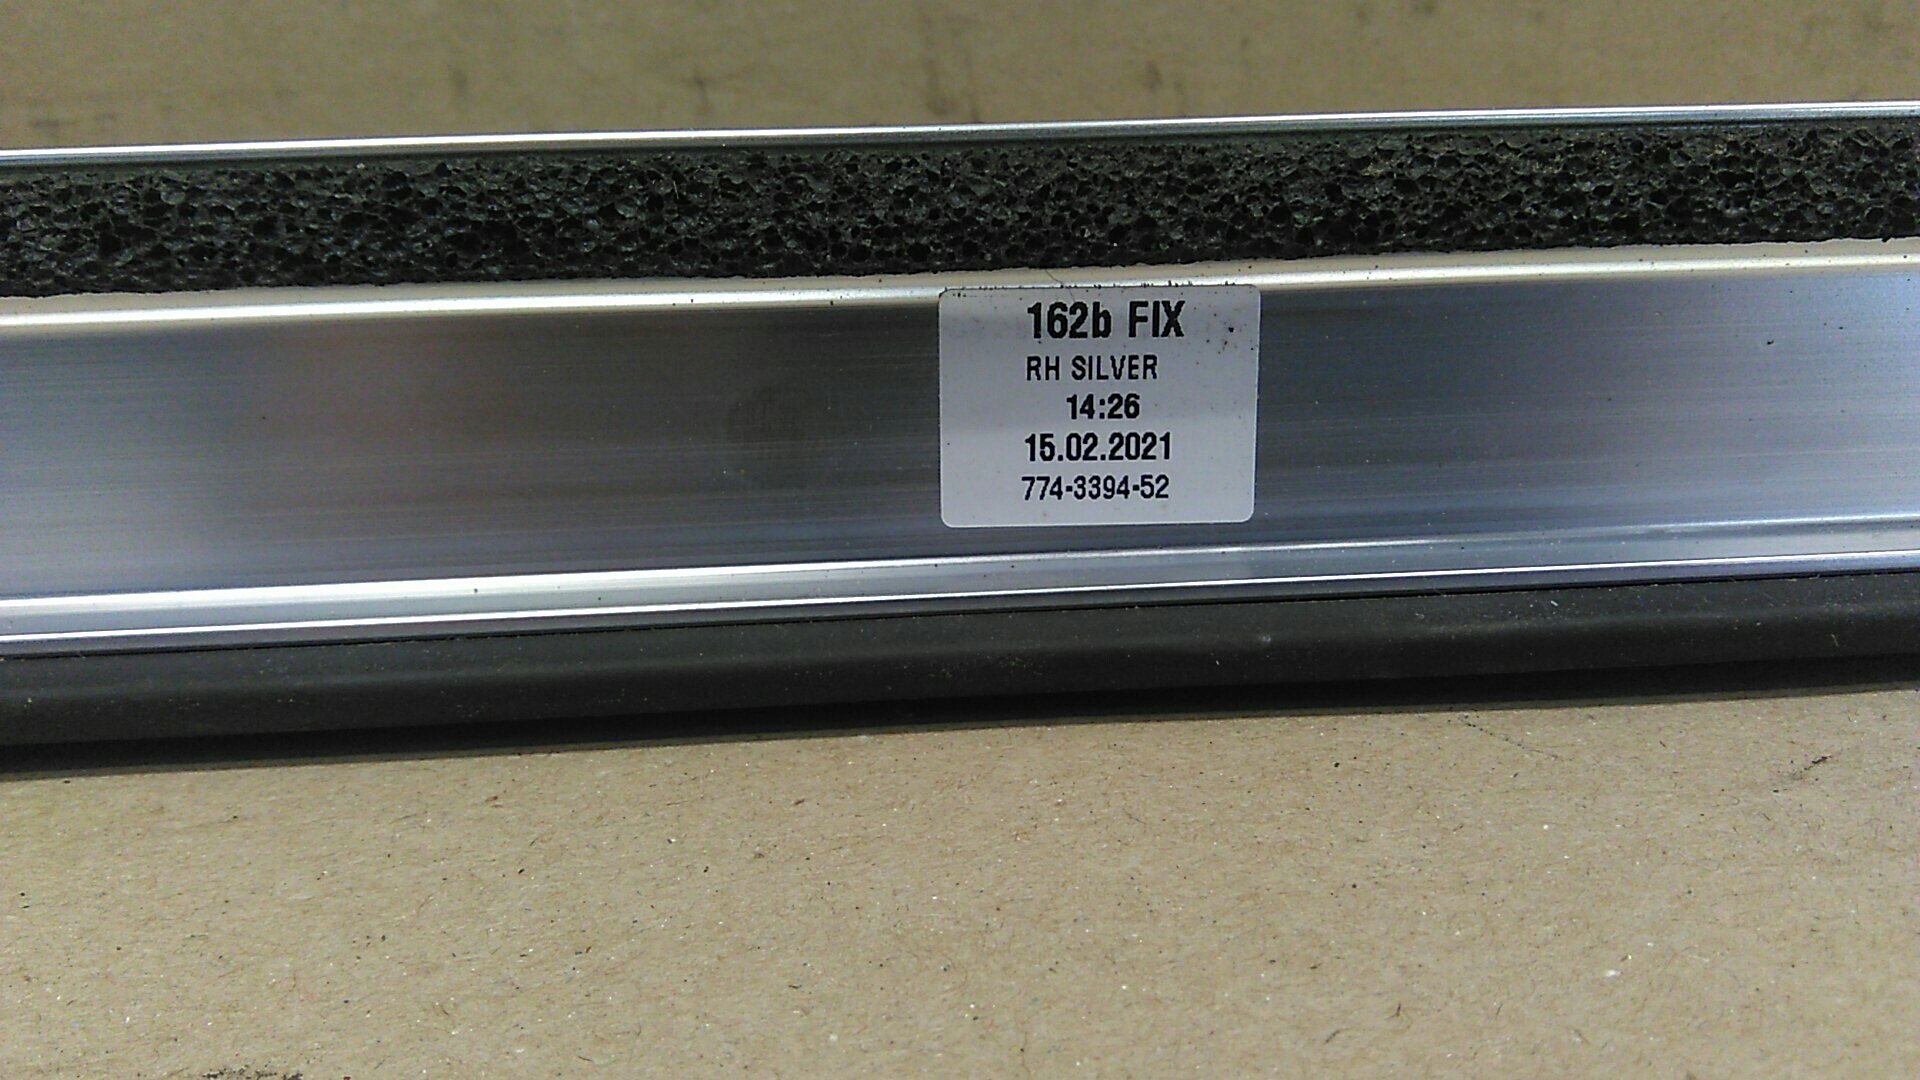 162b FIX
RH SILVER
14:26
15.02.2021
774-3394-52